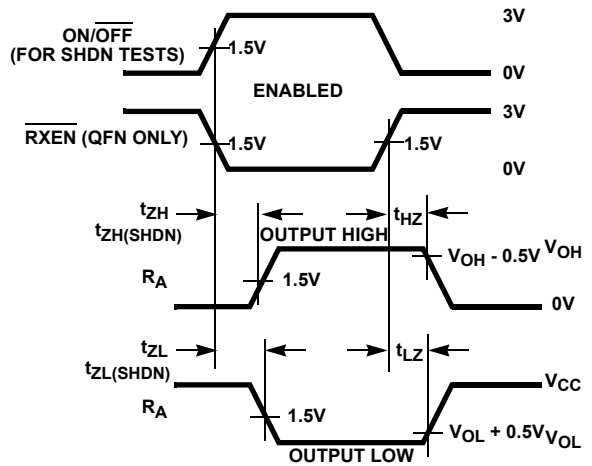 ON/OFF
(FOR SHDN TESTS)
3V
1.5V
0V
ENABLED
3V
RXEN (QFN ONLY)
1.5V
1.5V
0V
tZH
tZH(SHDN)
OUTPUT HIGH
tHZ
VOH - 0.5V
VOH
RA
1.5V
0V
tZL
tZL(SHDN)
tLZ
VCC
RA
1.5V
VOL + 0.5V
VOL
OUTPUT LOW